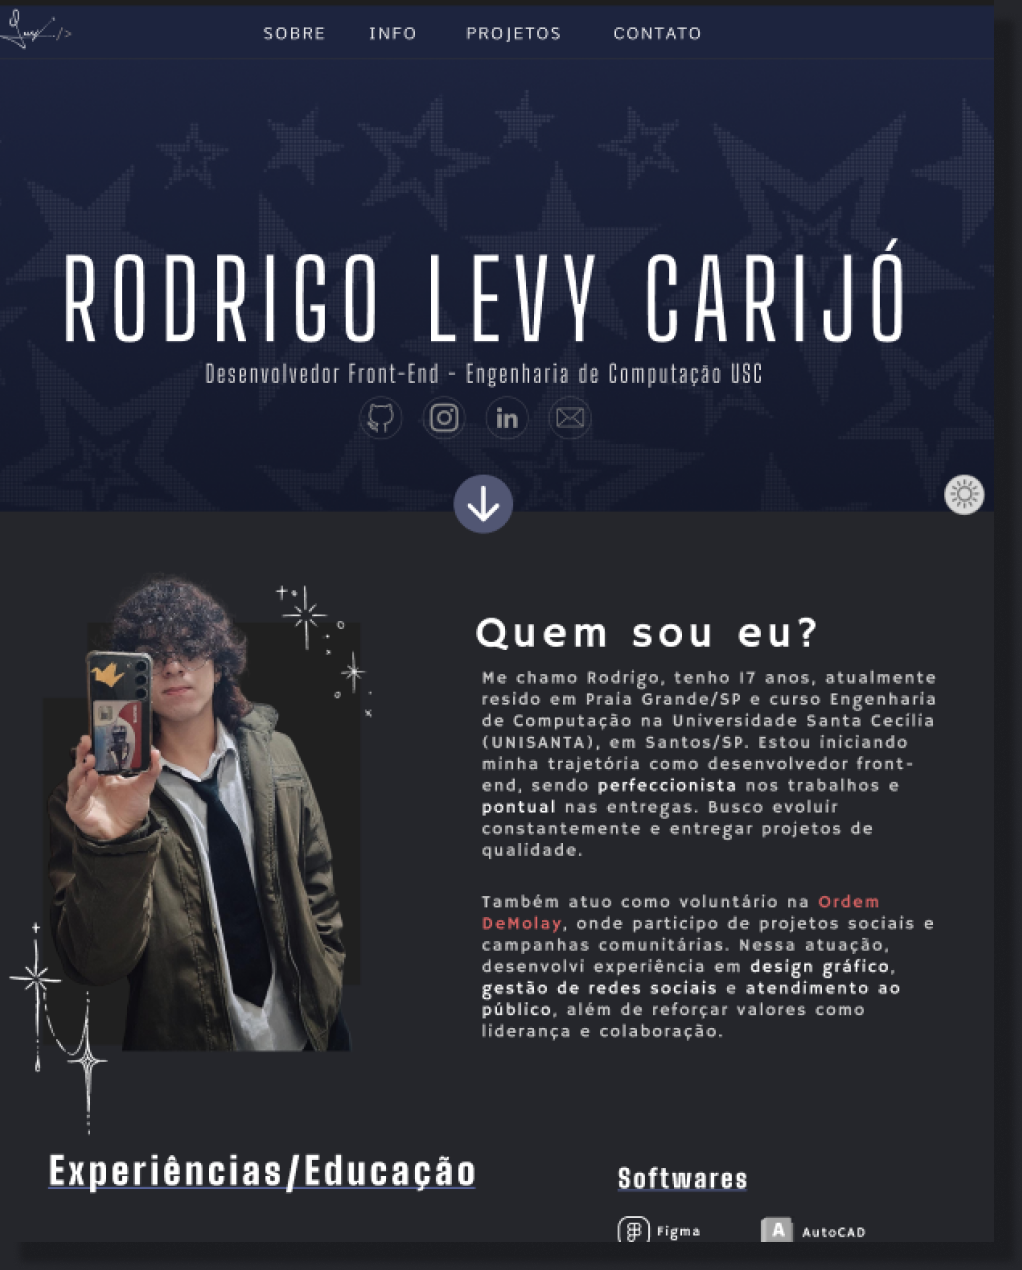 SOBRE INFO PROJETOS CONTATO
RODRIGO LEVY CARIJÓ
Desenvolvedor Front-End - Engenharia de Computação USC
Quem sou eu?
Me chamo Rodrigo, tenho 17 anos, atualmente
resido em Praia Grande/SP e curso Engenharia
de Computação na Universidade Santa Cecília
(UNISANTA), em Santos/SP. Estou iniciando
minha trajetória como desenvolvedor front-
end, sendo perfeccionista nos trabalhos e
pontual nas entregas. Busco evoluir
constantemente e entregar projetos de
qualidade.
Também atuo como voluntário na Ordem
DeMolay, onde participo de projetos sociais e
campanhas comunitárias. Nessa atuação,
desenvolvi experiência em design gráfico,
gestão de redes sociais e atendimento ao
público, além de reforçar valores como
liderança e colaboração.
Experiências/Educação
Softwares
Figma
A AutoCAD